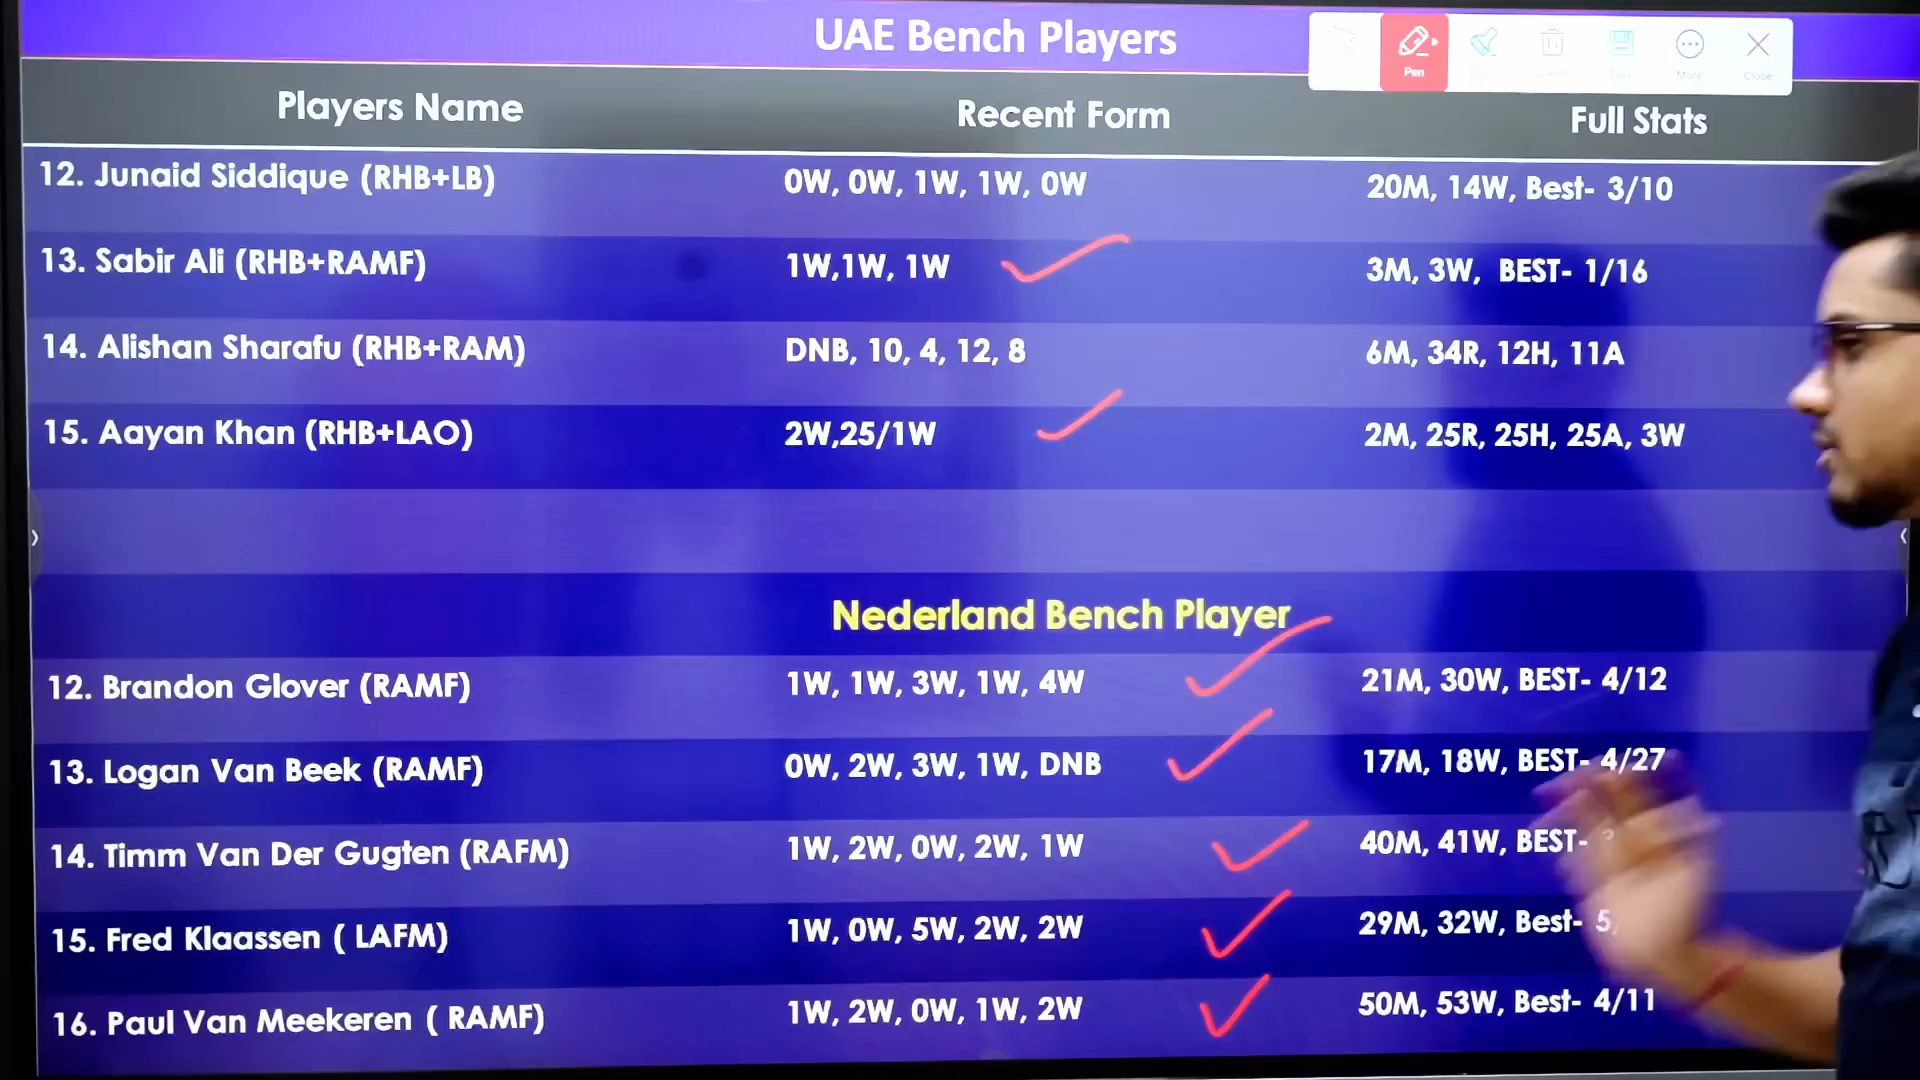 UAE Bench Players
Pen
More
Close
Players Name Recent Form Full Stats
12. Junaid Siddique (RHB+LB) 0W, 0W, 1W, 1W, 0W 20M, 14W, Best- 3/10
13. Sabir Ali (RHB+RAMF) 1W,1W, 1W 3M, 3W, BEST- 1/16
14. Alishan Sharafu (RHB+RAM) DNB, 10, 4, 12, 8 6M, 34R, 12H, 11A
15. Aayan Khan (RHB+LAO) 2W,25/1W 2M, 25R, 25H, 25A, 3W
Nederland Bench Player
12. Brandon Glover (RAMF) 1W, 1W, 3W, 1W, 4W 21M, 30W, BEST- 4/12
13. Logan Van Beek (RAMF) 0W, 2W, 3W, 1W, DNB 17M, 18W, BEST- 4/27
14. Timm Van Der Gugten (RAFM) 1W, 2W, 0W, 2W, 1W 40M, 41W, BEST-
15. Fred Klaassen ( LAFM) 1W, 0W, 5W, 2W, 2W 29M, 32W, Best- 5
16. Paul Van Meekeren ( RAMF) 1W, 2W, 0W, 1W, 2W 50M, 53W, Best- 4/11